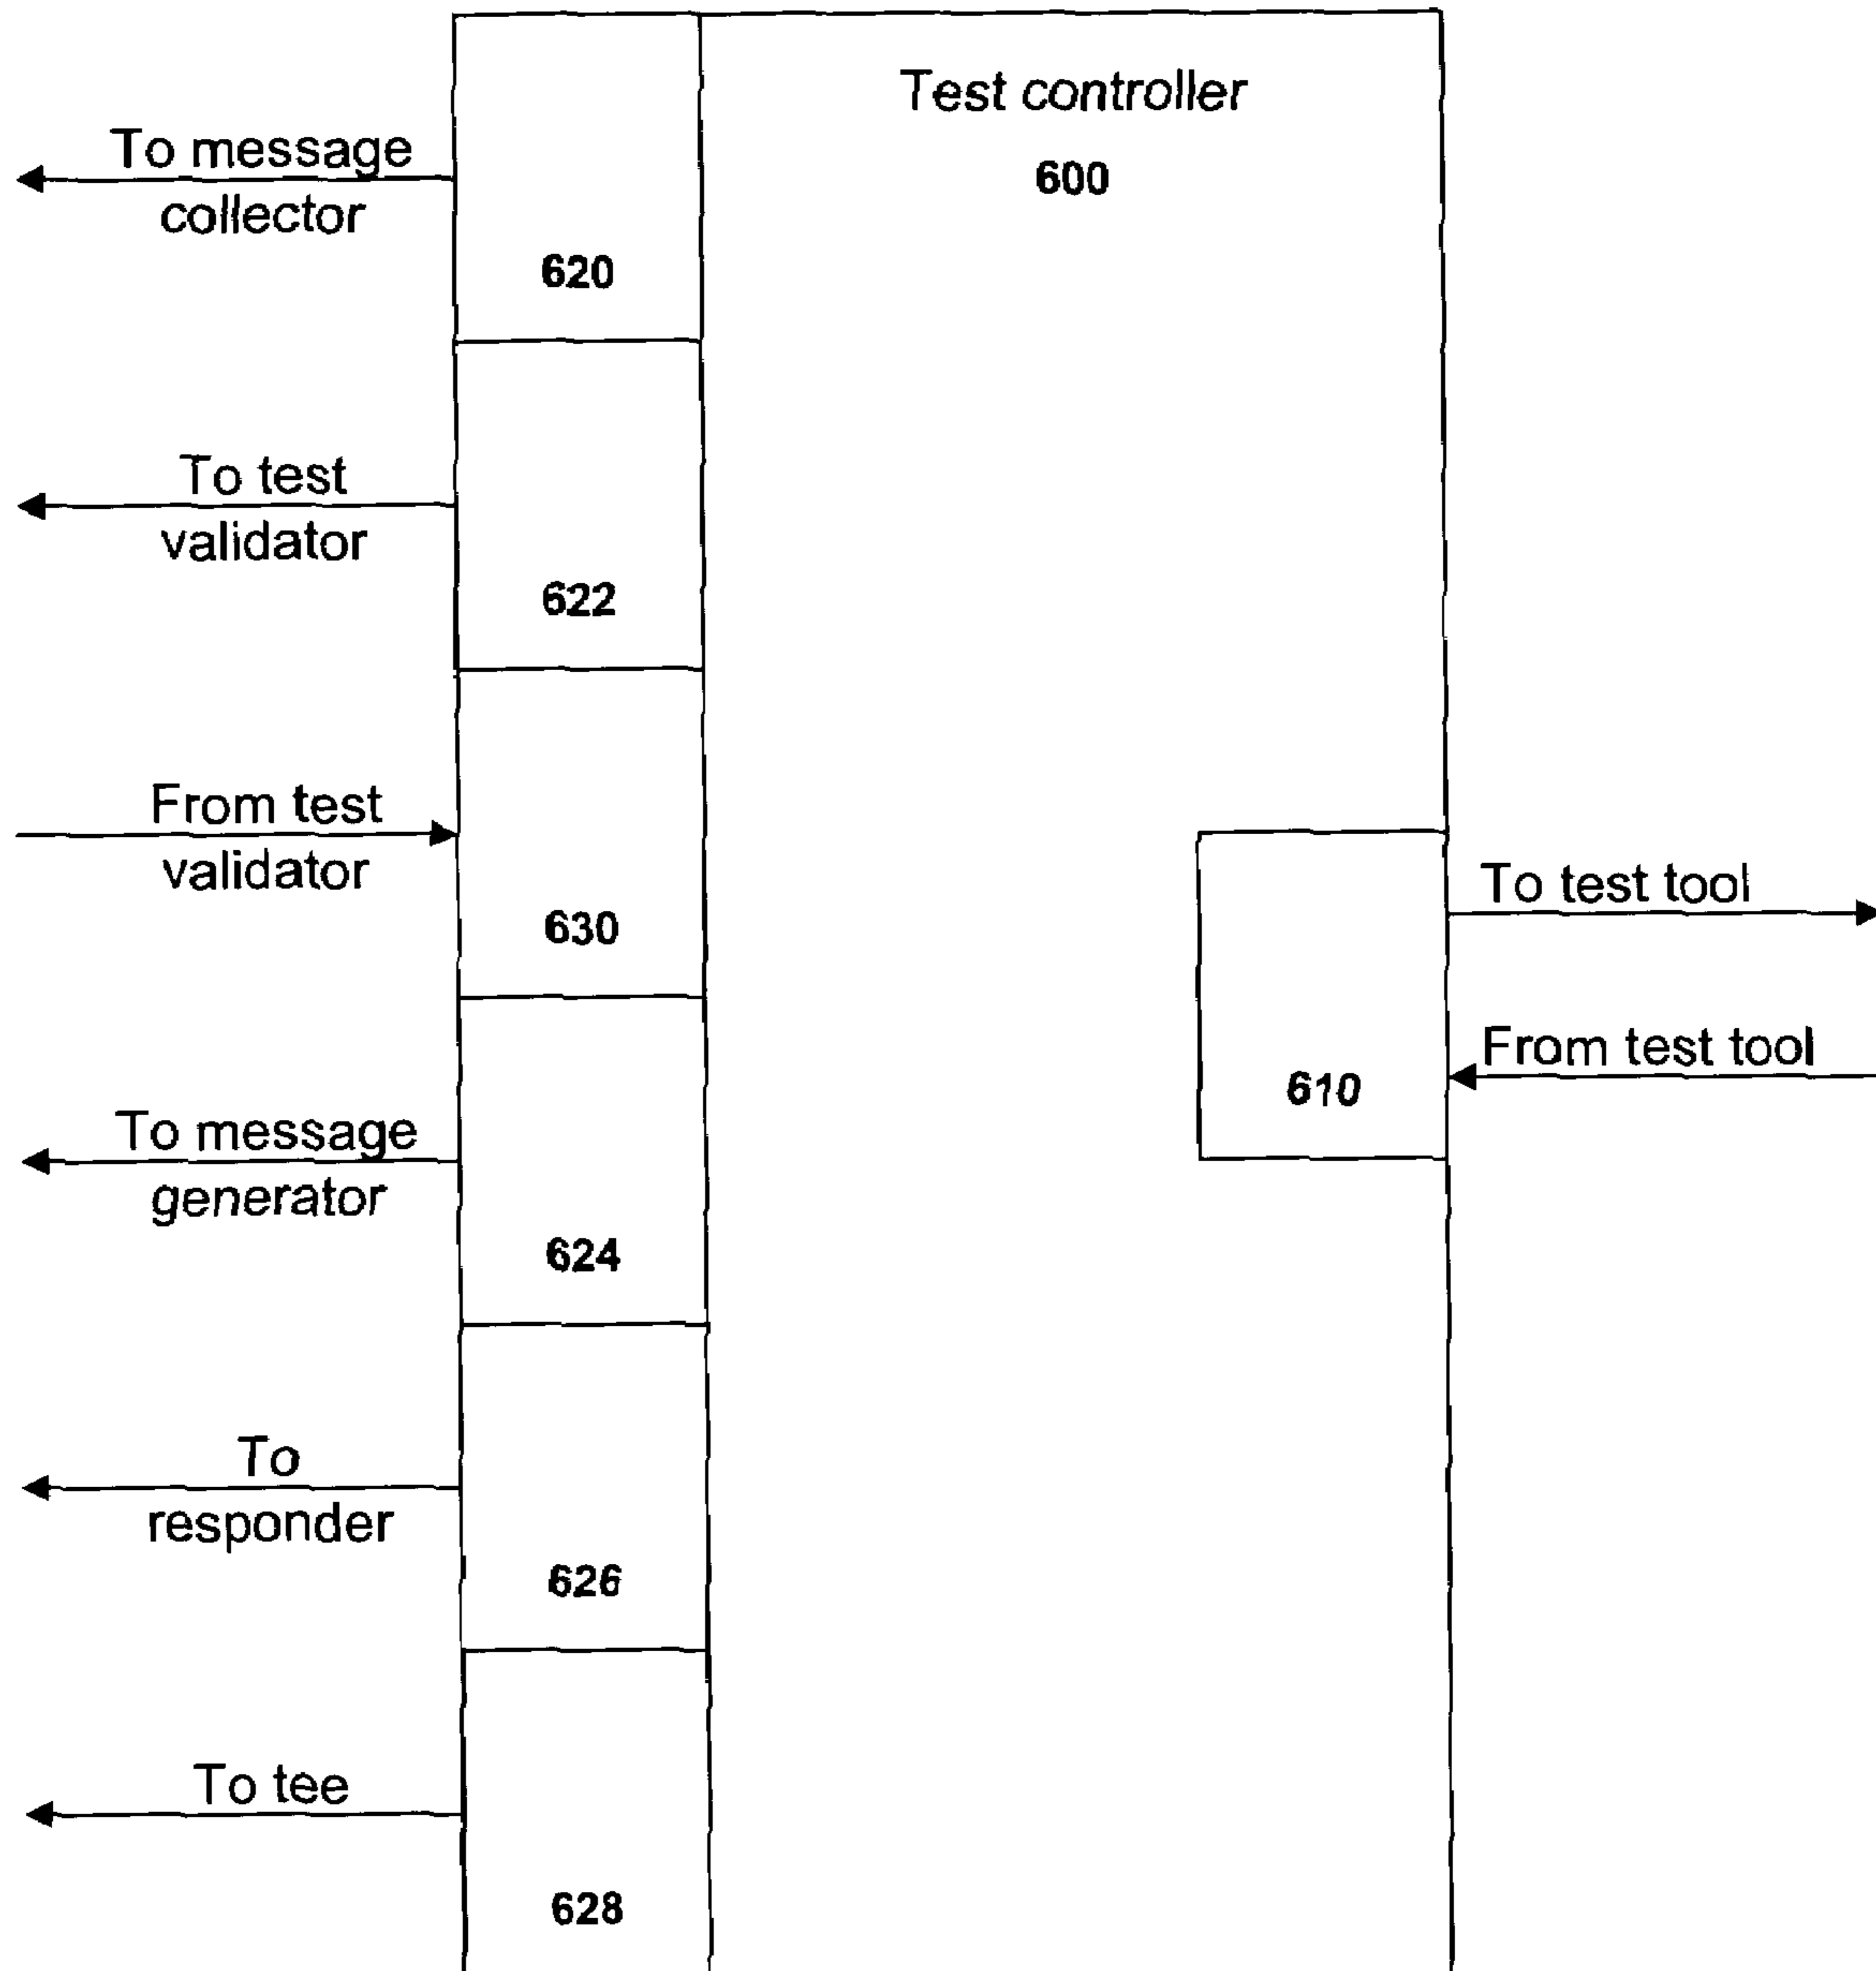 Test controller
600
To message
collector
620
To test
validator
622
From test
validator
630
To test tool
From test tool
610
To message
generator
624
To
responder
626
To tee
628